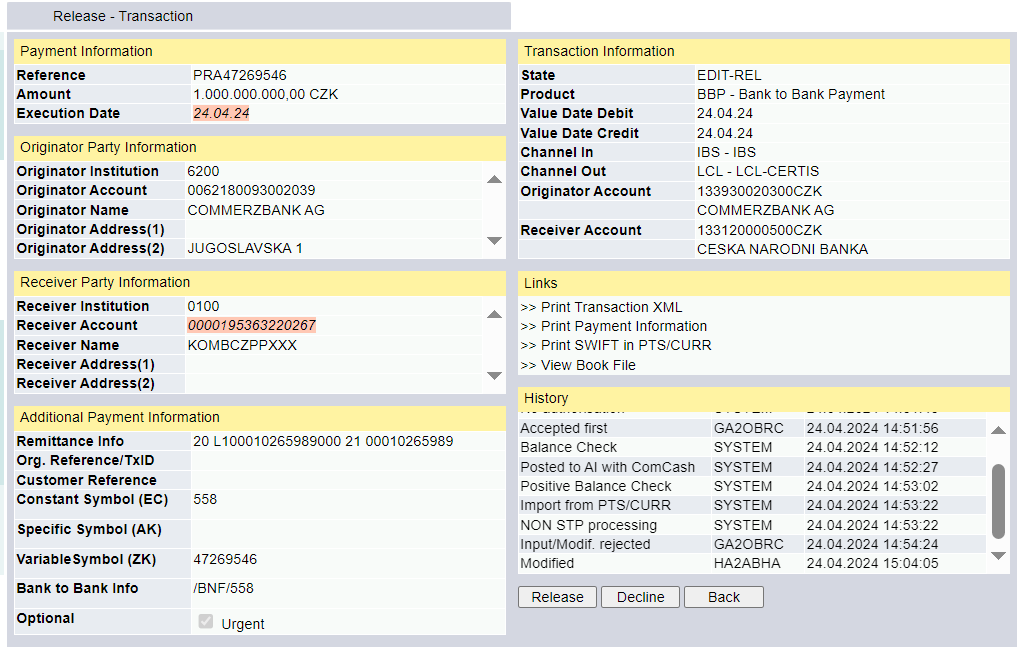 Release - Transaction
Payment Information
Reference PRA47269546
Amount 1.000.000.000,00 CZK
Execution Date 24.04.24
Originator Party Information
Originator Institution 6200
Originator Account 0062180093002039
Originator Name COMMERZBANK AG
Originator Address(1)
Originator Address(2) JUGOSLAVSKA 1
Receiver Party Information
Receiver Institution 0100
Receiver Account 0000195363220267
Receiver Name KOMBCZPPXXX
Receiver Address(1)
Receiver Address(2)
Additional Payment Information
Remittance Info 20 L100010265989000 21 00010265989
Org. Reference/TxID
Customer Reference
Constant Symbol (EC) 558
Specific Symbol (AK)
VariableSymbol (ZK) 47269546
Bank to Bank Info /BNF/558
Optional Urgent
Transaction Information
State EDIT-REL
Product BBP - Bank to Bank Payment
Value Date Debit 24.04.24
Value Date Credit 24.04.24
Channel In IBS - IBS
Channel Out LCL - LCL-CERTIS
Originator Account 133930020300CZK
COMMERZBANK AG
Receiver Account 133120000500CZK
CESKA NARODNI BANKA
Links
>> Print Transaction XML
>> Print Payment Information
>> Print SWIFT in PTS/CURR
>> View Book File
History
Accepted first GA2OBRC 24.04.2024 14:51:56
Balance Check SYSTEM 24.04.2024 14:52:12
Posted to AI with ComCash SYSTEM 24.04.2024 14:52:27
Positive Balance Check SYSTEM 24.04.2024 14:53:02
Import from PTS/CURR SYSTEM 24.04.2024 14:53:22
NON STP processing SYSTEM 24.04.2024 14:53:22
Input/Modif. rejected GA2OBRC 24.04.2024 14:54:24
Modified HA2ABHA 24.04.2024 15:04:05
Release Decline Back